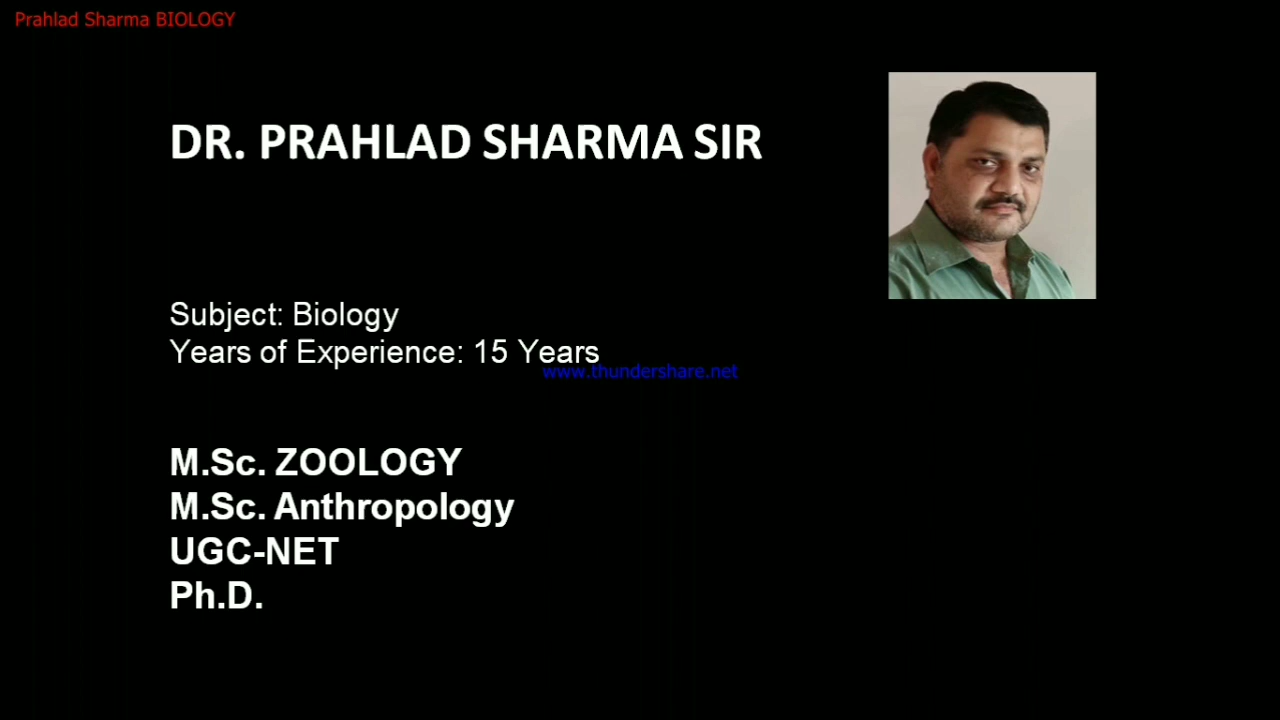 Prahlad Sharma BIOLOGY
DR. PRAHLAD SHARMA SIR
Subject: Biology
Years of Experience: 15 Years
www.thundershare.net
M.Sc. ZOOLOGY
M.Sc. Anthropology
UGC-NET
Ph.D.